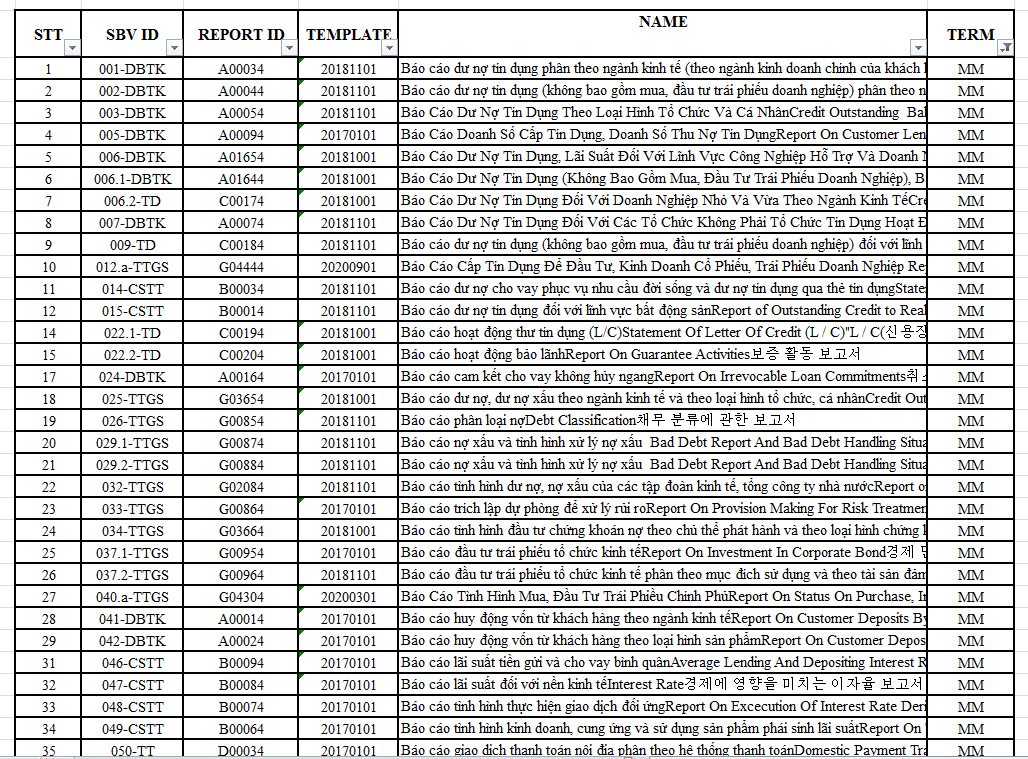 STT SBV ID REPORT ID TEMPLATE NAME TERM
1 001-DBTK A00034 20181101 Báo cáo dư nợ tín dụng phân theo ngành kinh tế (theo ngành kinh doanh chính của khách MM
2 002-DBTK A00044 20181101 Báo cáo dư nợ tín dụng (không bao gồm mua, đầu tư trái phiếu doanh nghiệp) phân theo n MM
3 003-DBTK A00054 20181101 Báo Cáo Dư Nợ Tín Dụng Theo Loại Hình Tổ Chức Và Cá NhânCredit Outstanding Bal MM
4 005-DBTK A00094 20170101 Báo Cáo Doanh Số Cấp Tín Dụng, Doanh Số Thu Nợ Tín DụngReport On Customer Len MM
5 006-DBTK A01654 20181001 Báo Cáo Dư Nợ Tín Dụng, Lãi Suất Đối Với Lĩnh Vực Công Nghiệp Hỗ Trợ Và Doanh MM
6 006.1-DBTK A01644 20181001 Báo Cáo Dư Nợ Tín Dụng (Không Bao Gồm Mua, Đầu Tư Trái Phiếu Doanh Nghiệp), B MM
7 006.2-TD C00174 20181001 Báo Cáo Dư Nợ Tín Dụng Đối Với Doanh Nghiệp Nhỏ Và Vừa Theo Ngành Kinh TếCre MM
8 007-DBTK A00074 20181101 Báo Cáo Dư Nợ Tín Dụng Đối Với Các Tổ Chức Không Phải Tổ Chức Tín Dụng Hoạt Đ MM
9 009-TD C00184 20181101 Báo cáo dư nợ tín dụng (không bao gồm mua, đầu tư trái phiếu doanh nghiệp) đối với lĩnh MM
10 012.a-TTGS G04444 20200901 Báo Cáo Cấp Tín Dụng Để Đầu Tư, Kinh Doanh Cổ Phiếu, Trái Phiếu Doanh Nghiệp Re MM
11 014-CSTT B00034 20181101 Báo cáo dư nợ cho vay phục vụ nhu cầu đời sống và dư nợ tín dụng qua thẻ tín dụngState MM
12 015-CSTT B00014 20181101 Báo cáo dư nợ tín dụng đối với lĩnh vực bất động sảnReport of Outstanding Credit to Real MM
14 022.1-TD C00194 20181001 Báo cáo hoạt động thư tín dụng (L/C)Statement Of Letter Of Credit (L / C)"L / C(신용장 MM
15 022.2-TD C00204 20181001 Báo cáo hoạt động bảo lãnhReport On Guarantee Activities보증 활동 보고서 MM
17 024-DBTK A00164 20170101 Báo cáo cam kết cho vay không hủy ngangReport On Irrevocable Loan Commitments취 MM
18 025-TTGS G03654 20181001 Báo cáo dư nợ, dư nợ xấu theo ngành kinh tế và theo loại hình tổ chức, cá nhânCredit Out MM
19 026-TTGS G00854 20181101 Báo cáo phân loại nợDebt Classification채무 분류에 관한 보고서 MM
20 029.1-TTGS G00874 20181101 Báo cáo nợ xấu và tình hình xử lý nợ xấu Bad Debt Report And Bad Debt Handling Situa MM
21 029.2-TTGS G00884 20181101 Báo cáo nợ xấu và tình hình xử lý nợ xấu Bad Debt Report And Bad Debt Handling Situa MM
22 032-TTGS G02084 20181101 Báo cáo tình hình dư nợ, nợ xấu của các tập đoàn kinh tế, tổng công ty nhà nướcReport o MM
23 033-TTGS G00864 20170101 Báo cáo trích lập dự phòng để xử lý rủi roReport On Provision Making For Risk Treatmen MM
24 034-TTGS G03664 20181001 Báo cáo tình hình đầu tư chứng khoán nợ theo chủ thể phát hành và theo loại hình chứng MM
25 037.1-TTGS G00954 20170101 Báo cáo đầu tư trái phiếu tổ chức kinh tếReport On Investment In Corporate Bond경제 MM
26 037.2-TTGS G00964 20181101 Báo cáo đầu tư trái phiếu tổ chức kinh tế phân theo mục đích sử dụng và theo tài sản đảm MM
27 040.a-TTGS G04304 20200301 Báo Cáo Tình Hình Mua, Đầu Tư Trái Phiếu Chính PhủReport On Status On Purchase, In MM
28 041-DBTK A00014 20170101 Báo cáo huy động vốn từ khách hàng theo ngành kinh tếReport On Customer Deposits By MM
29 042-DBTK A00024 20170101 Báo cáo huy động vốn từ khách hàng theo loại hình sản phẩmReport On Customer Depos MM
31 046-CSTT B00094 20170101 Báo cáo lãi suất tiền gửi và cho vay bình quânAverage Lending And Depositing Interest R MM
32 047-CSTT B00084 20170101 Báo cáo lãi suất đối với nền kinh tếInterest Rate경제에 영향을 미치는 이자율 보고서 MM
33 048-CSTT B00074 20170101 Báo cáo tình hình thực hiện giao dịch đối ứngReport On Excecution Of Interest Rate Deri MM
34 049-CSTT B00064 20170101 Báo cáo tình hình kinh doanh, cung ứng và sử dụng sản phẩm phái sinh lãi suấtReport On MM
35 050-TT D00034 20170101 Báo cáo giao dịch thanh toán nội địa phân theo hệ thống thanh toánDomestic Payment Tra MM